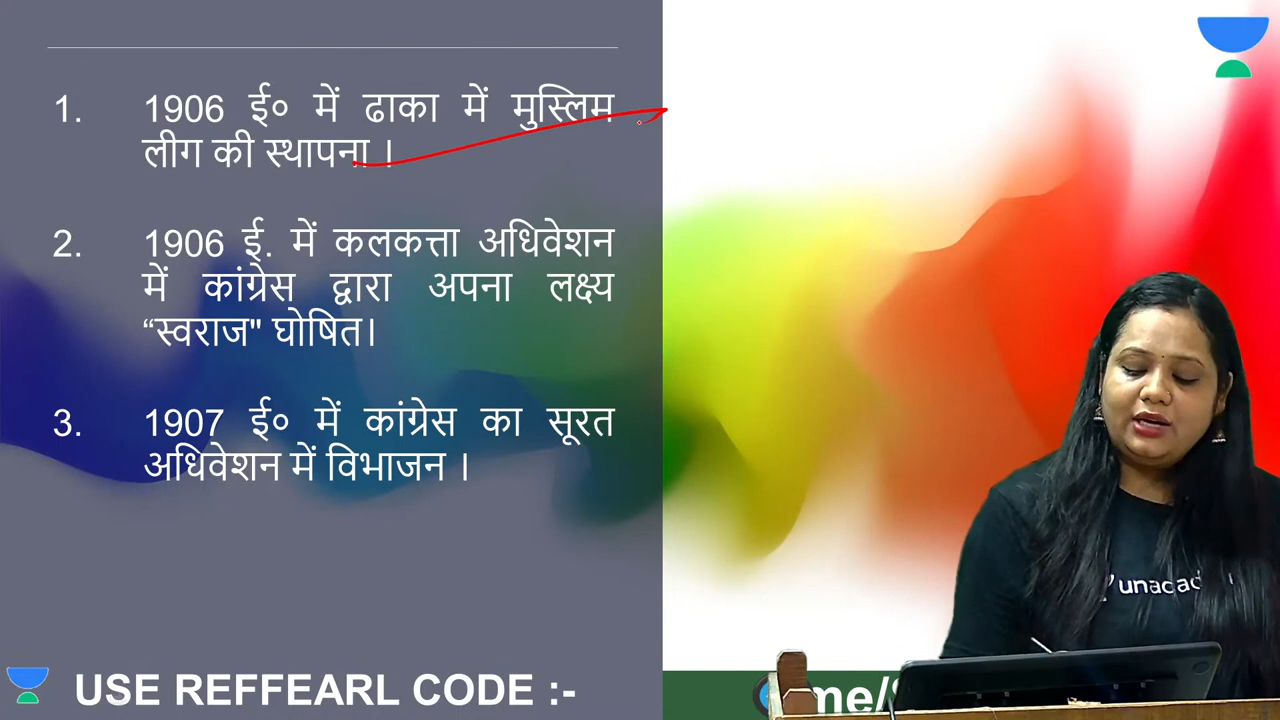 1. 1906 ई० में ढाका में मुस्लिम
लीग की स्थापना ।
2. 1906 ई. में कलकत्ता अधिवेशन
में कांग्रेस द्वारा अपना लक्ष्य
“स्वराज" घोषित।
3. 1907 ई० में कांग्रेस का सूरत
अधिवेशन में विभाजन ।
USE REFFEARL CODE :-